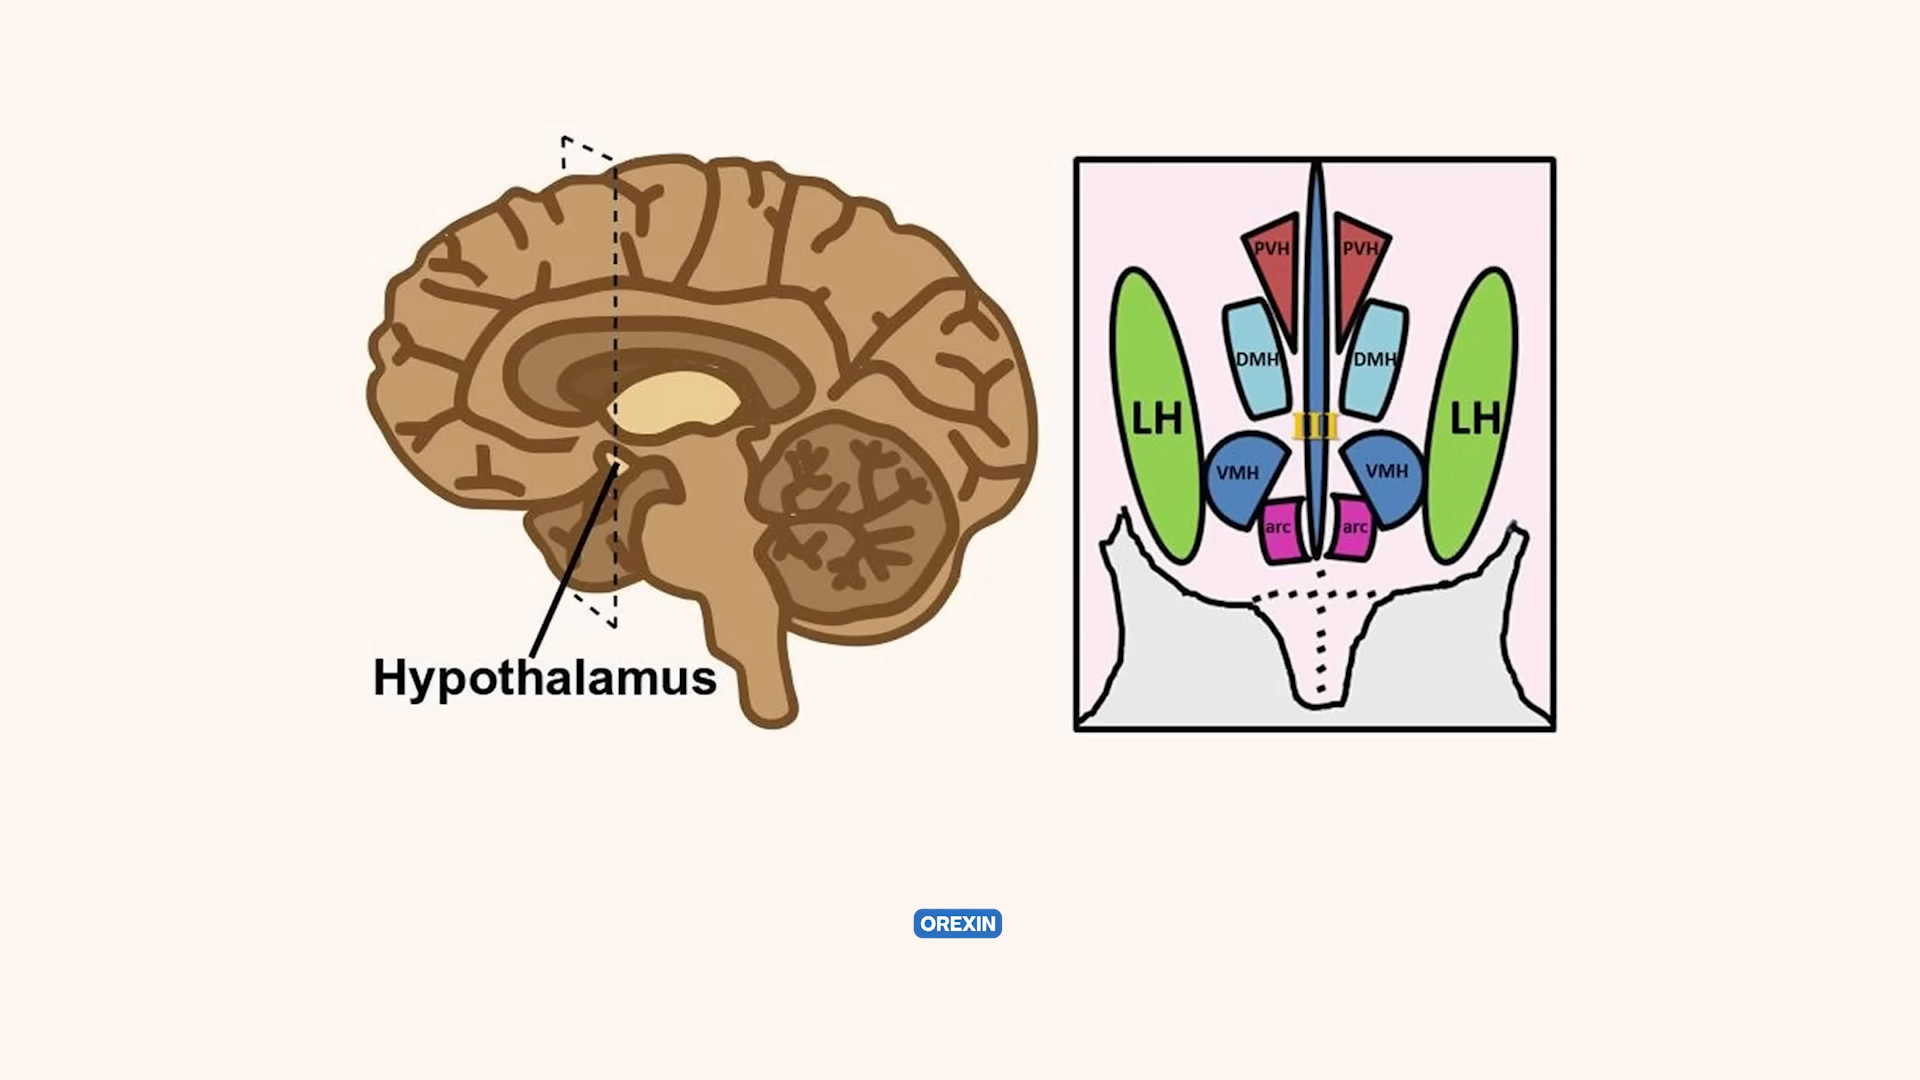 PVH PVH
DMH DMH
LH LH
III
VMH VMH
arc arc
Hypothalamus
OREXIN